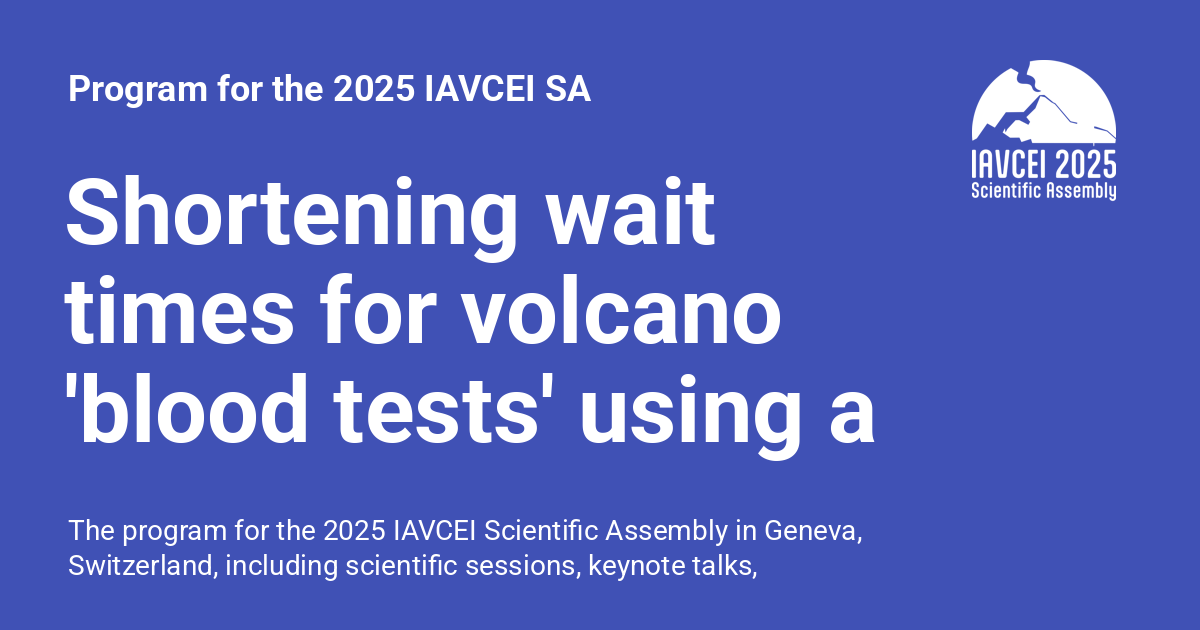 Program for the 2025 IAVCEI SA
IAVCEI 2025
Scientific Assembly
Shortening wait
times for volcano
'blood tests' using a
The program for the 2025 IAVCEI Scientific Assembly in Geneva,
Switzerland, including scientific sessions, keynote talks,